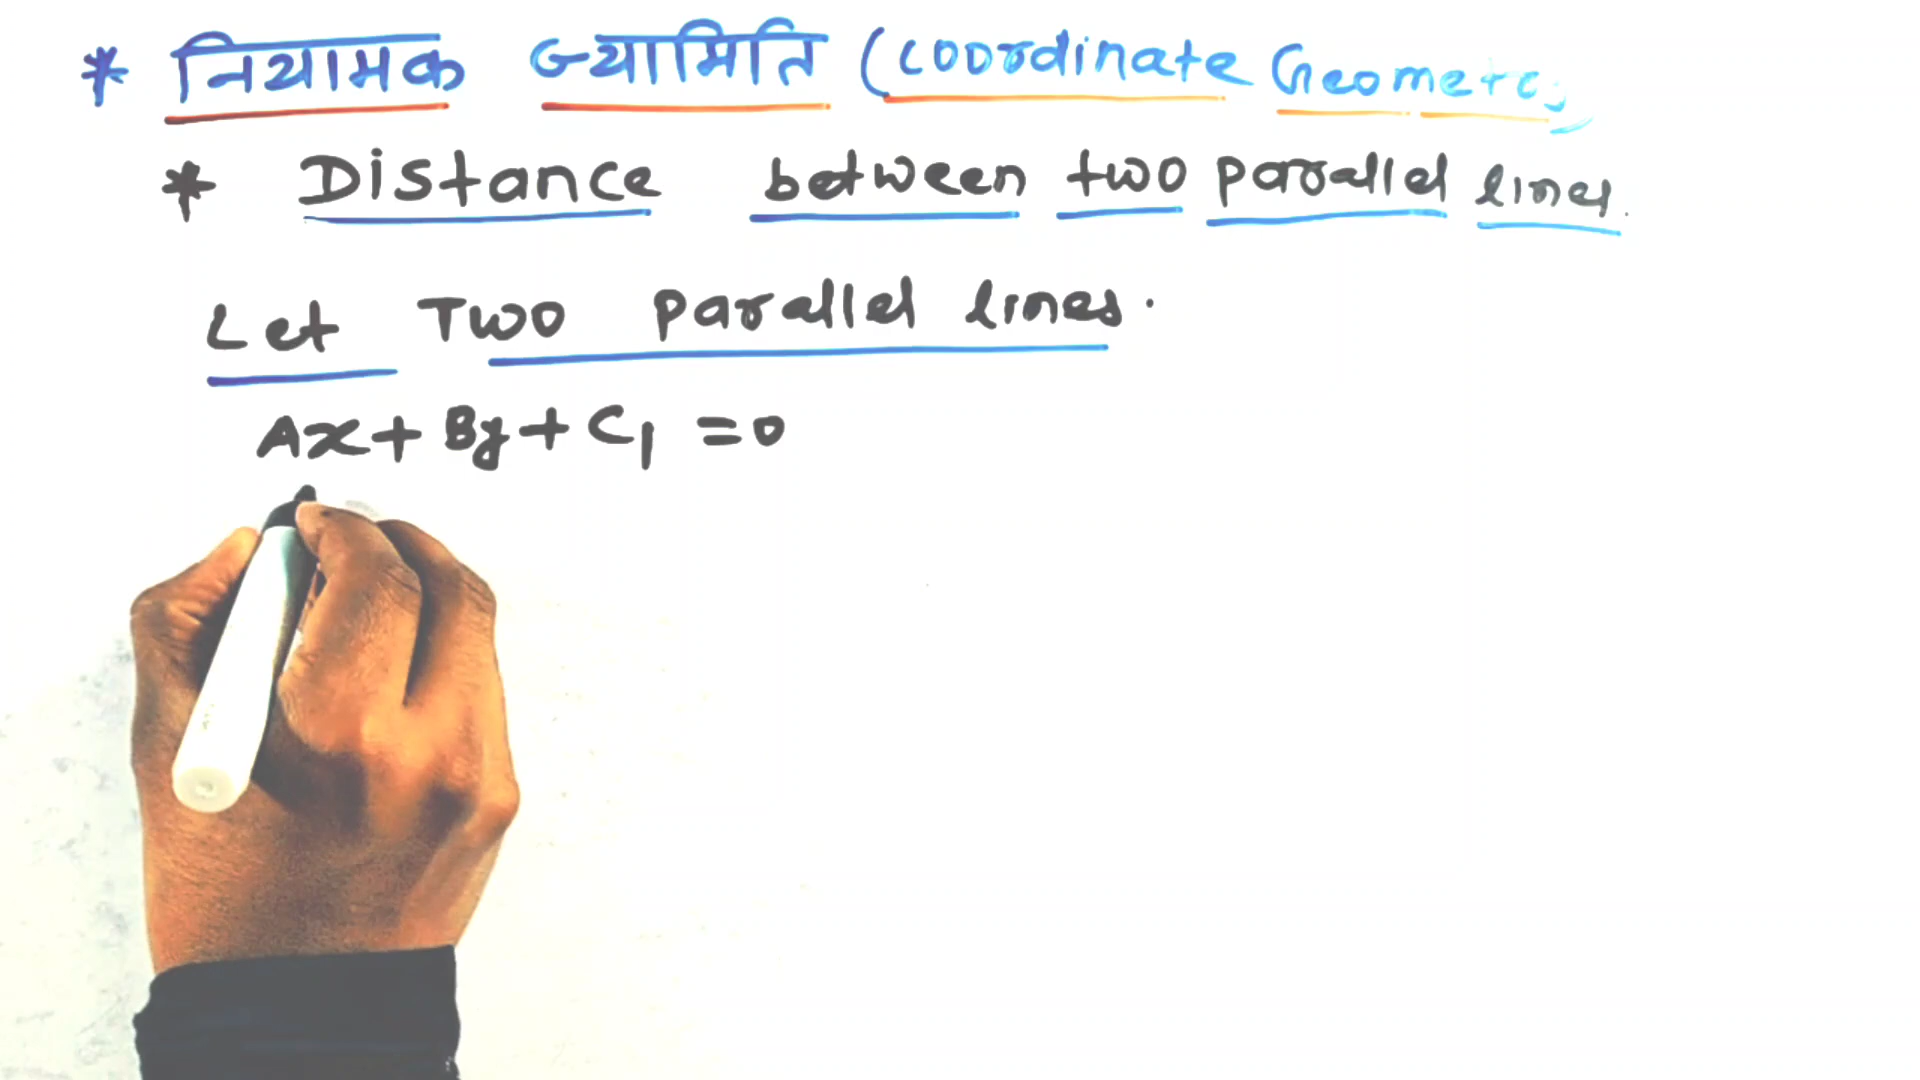 * नियामक ज्यामिति (Coordinate Geometry)
* Distance between two parallel lines.
Let Two parallel lines.
Ax + By + C₁ = 0